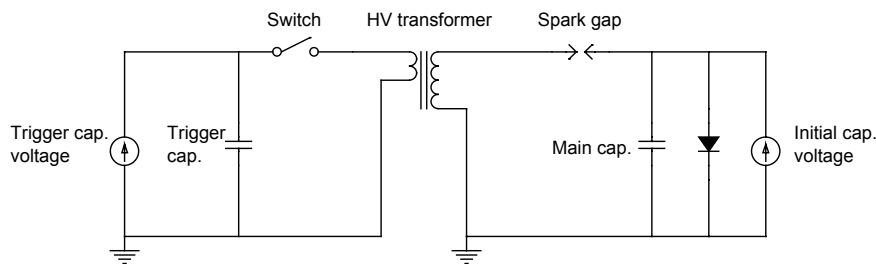 Switch
HV transformer
Spark gap
Trigger cap.
voltage
Trigger
cap.
Main cap.
Initial cap.
voltage